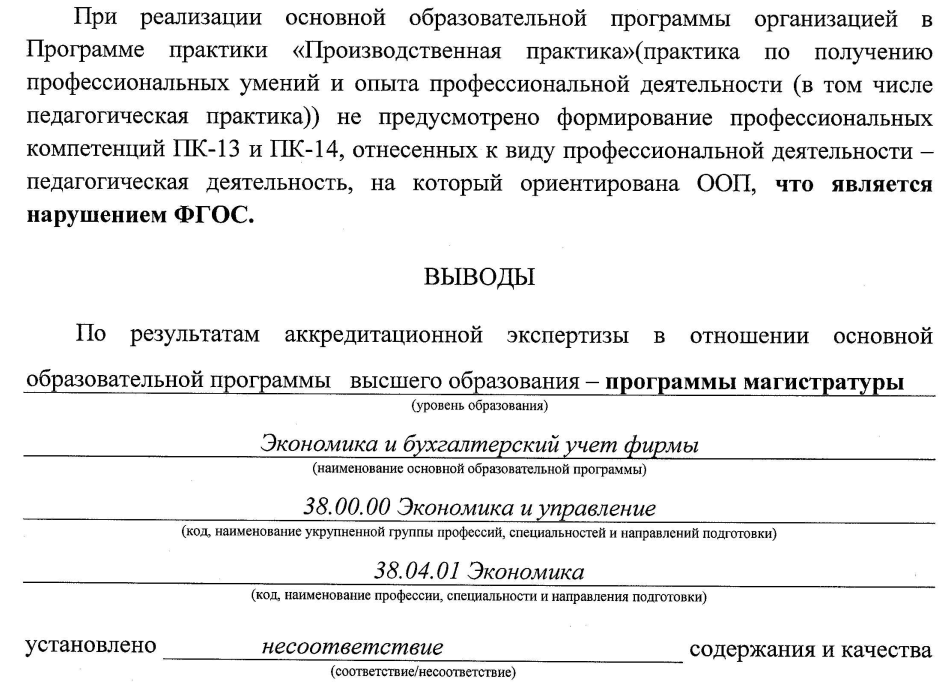 При реализации основной образовательной программы организацией в
Программе практики «Производственная практика»(практика по получению
профессиональных умений и опыта профессиональной деятельности (в том числе
педагогическая практика)) не предусмотрено формирование профессиональных
компетенций ПК-13 и ПК-14, отнесенных к виду профессиональной деятельности –
педагогическая деятельность, на который ориентирована ООП, что является
нарушением ФГОС.
ВЫВОДЫ
По результатам аккредитационной экспертизы в отношении основной
образовательной программы высшего образования – программы магистратуры
(уровень образования)
Экономика и бухгалтерский учет фирмы
(наименование основной образовательной программы)
38.00.00 Экономика и управление
(код, наименование укрупненной группы профессий, специальностей и направлений подготовки)
38.04.01 Экономика
(код, наименование профессии, специальности и направления подготовки)
установлено несоответствие содержания и качества
(соответствие/несоответствие)